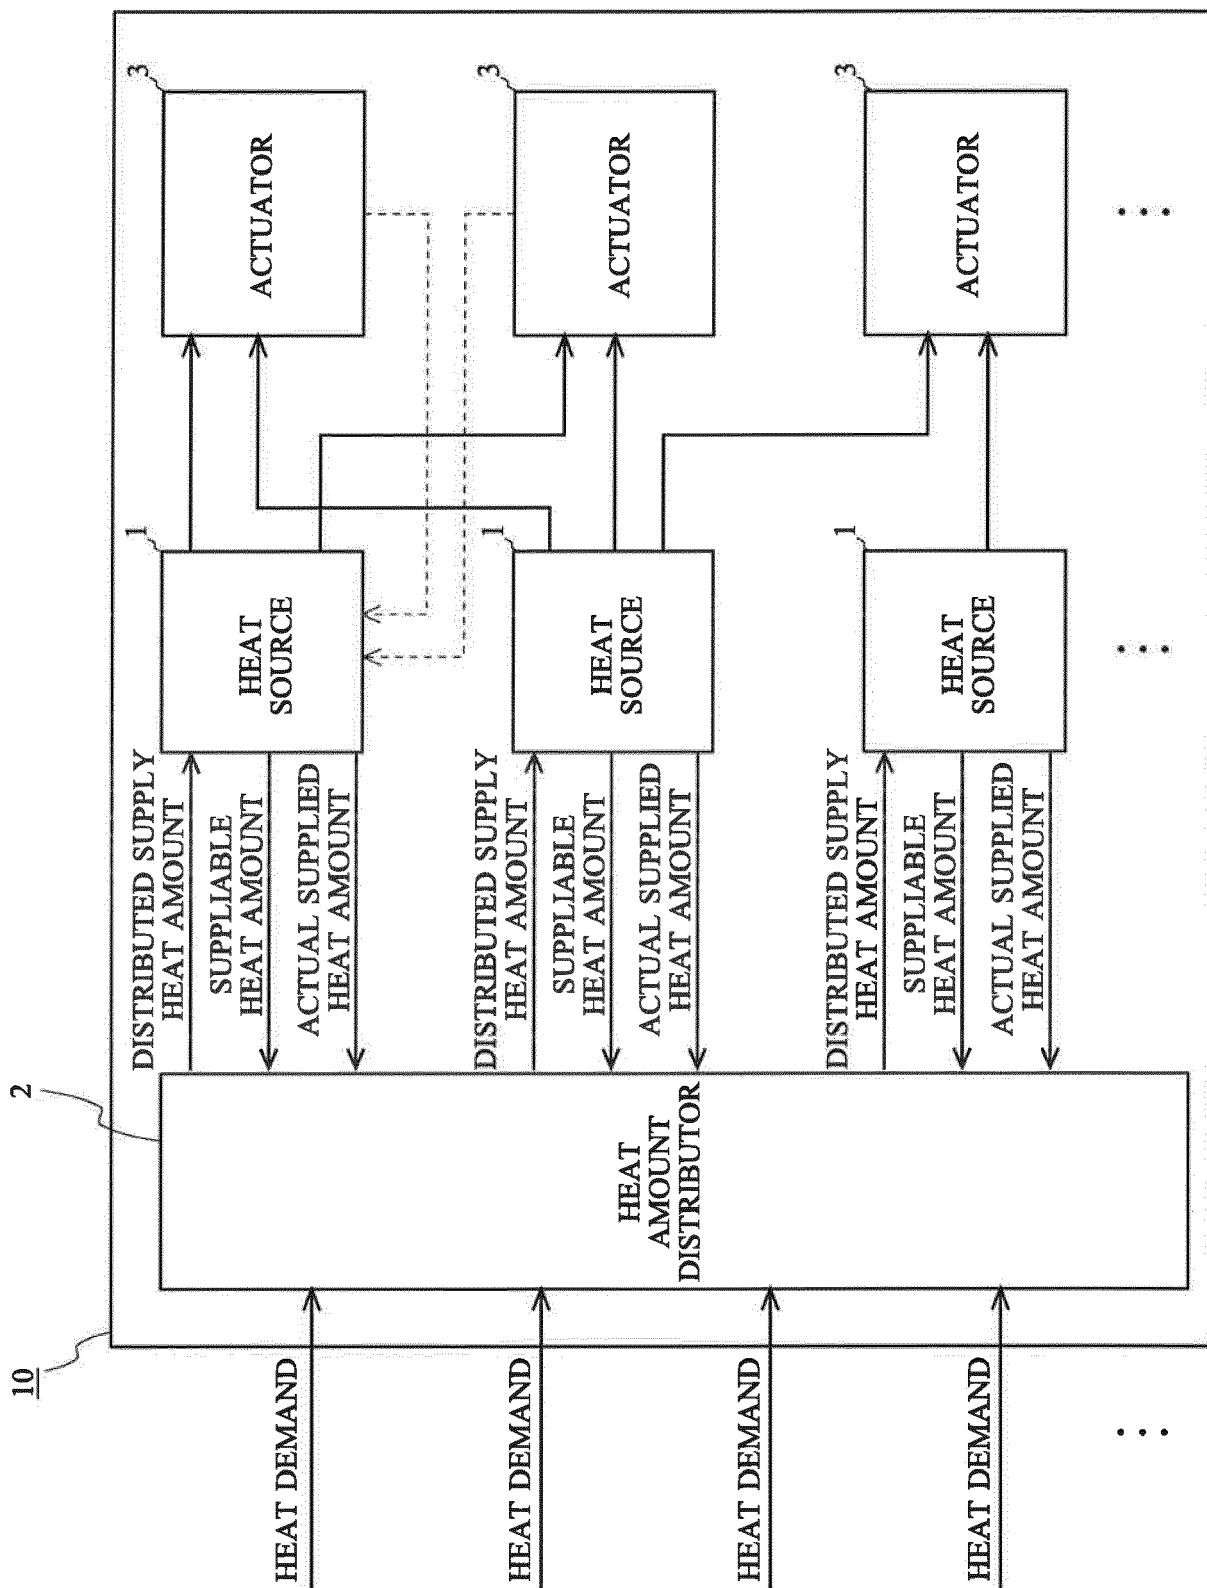 10
2
HEAT DEMAND
HEAT DEMAND
HEAT DEMAND
HEAT DEMAND
HEAT
AMOUNT
DISTRIBUTOR
DISTRIBUTED SUPPLY
HEAT AMOUNT
SUPPLIABLE
HEAT AMOUNT
ACTUAL SUPPLIED
HEAT AMOUNT
1
HEAT
SOURCE
3
ACTUATOR
DISTRIBUTED SUPPLY
HEAT AMOUNT
SUPPLIABLE
HEAT AMOUNT
ACTUAL SUPPLIED
HEAT AMOUNT
1
HEAT
SOURCE
3
ACTUATOR
DISTRIBUTED SUPPLY
HEAT AMOUNT
SUPPLIABLE
HEAT AMOUNT
ACTUAL SUPPLIED
HEAT AMOUNT
1
HEAT
SOURCE
3
ACTUATOR